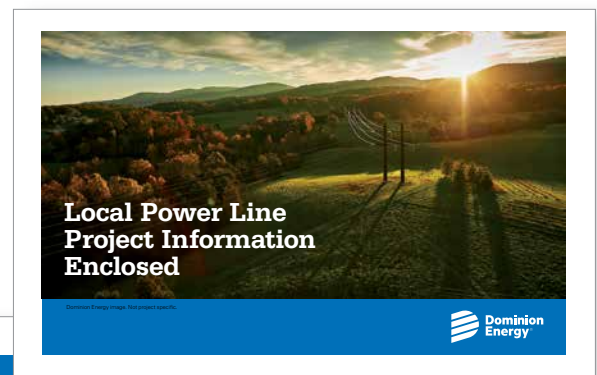 Local Power Line
Project Information
Enclosed
Dominion Energy image. Not project specific.
Dominion
Energy